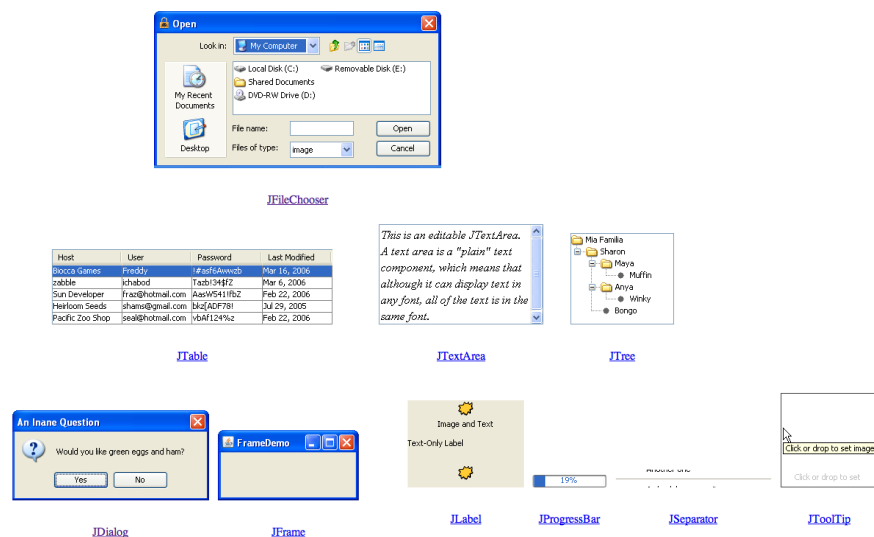 Open
Look in: My Computer
Local Disk (C:) Removable Disk (E:)
Shared Documents
DVD-RW Drive (D:)
My Recent
Documents
Desktop
File name: Open
Files of type: image Cancel
JFileChooser
Host User Password Last Modified
Biocca Games Freddy !#asf6Awwzb Mar 16, 2006
zabble ichabod Tazb!34$fZ Mar 6, 2006
Sun Developer fraz@hotmail.com AasW541!fbZ Feb 22, 2006
Heirloom Seeds shams@gmail.com bkz[ADF78! Jul 29, 2005
Pacific Zoo Shop seal@hotmail.com vbAf124%z Feb 22, 2006
JTable
This is an editable JTextArea.
A text area is a "plain" text
component, which means that
although it can display text in
any font, all of the text is in the
same font.
JTextArea
Mia Familia
Sharon
Maya
Muffin
Anya
Winky
Bongo
JTree
An Inane Question
Would you like green eggs and ham?
Yes No
JDialog
FrameDemo
JFrame
Image and Text
Text-Only Label
JLabel
19%
JProgressBar
JSeparator
Click or drop to set image
Click or drop to set
JToolTip